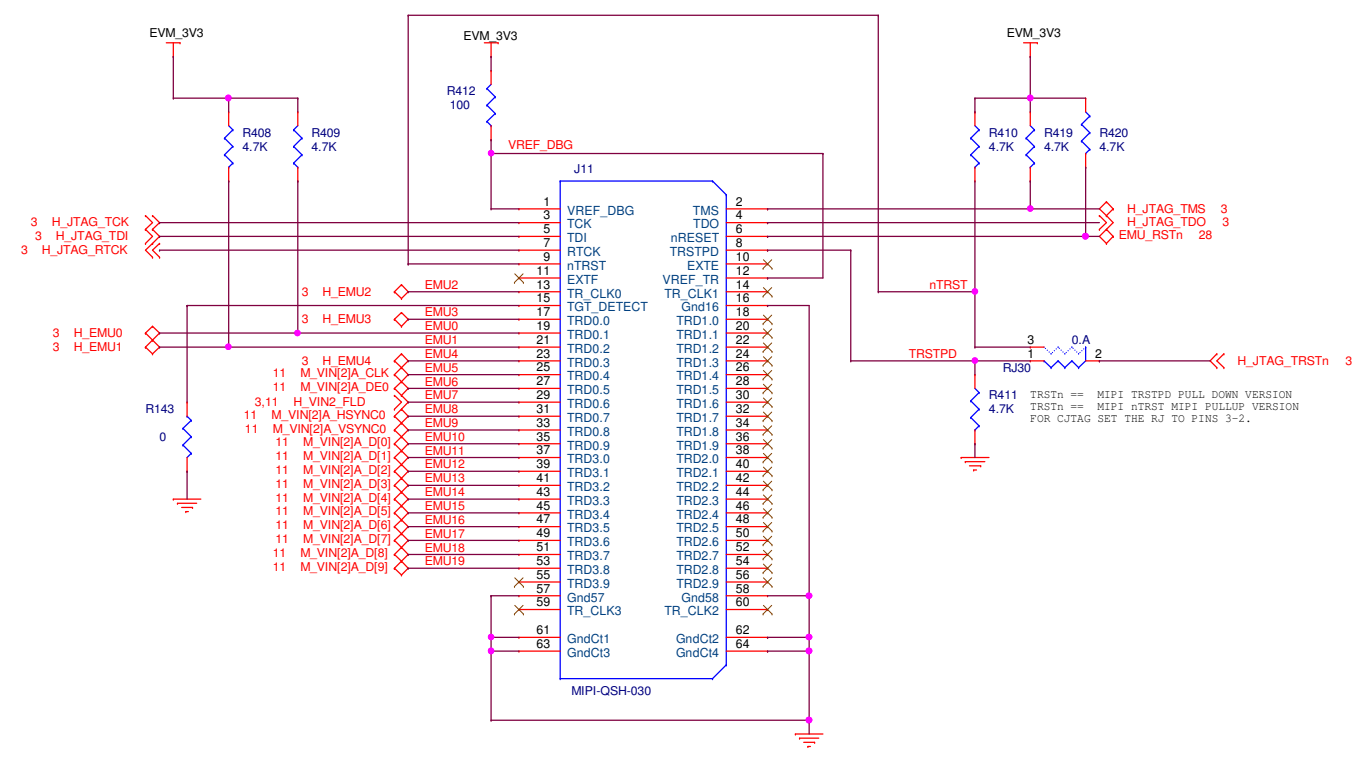 EVM_3V3
EVM_3V3
EVM_3V3
R412
100
R408
4.7K
R409
4.7K
R410
4.7K
R419
4.7K
R420
4.7K
VREF_DBG
J11
1 VREF_DBG TMS 2
3 TCK TDO 4
5 TDI nRESET 6
7 RTCK TRSTPD 8
9 nTRST EXTE 10
11 EXTF VREF_TR 12
13 TR_CLK0 TR_CLK1 14
15 TGT_DETECT Gnd16 16
17 TRD0.0 TRD1.0 18
19 TRD0.1 TRD1.1 20
21 TRD0.2 TRD1.2 22
23 TRD0.3 TRD1.3 24
25 TRD0.4 TRD1.4 26
27 TRD0.5 TRD1.5 28
29 TRD0.6 TRD1.6 30
31 TRD0.7 TRD1.7 32
33 TRD0.8 TRD1.8 34
35 TRD0.9 TRD1.9 36
37 TRD3.0 TRD2.0 38
39 TRD3.1 TRD2.1 40
41 TRD3.2 TRD2.2 42
43 TRD3.3 TRD2.3 44
45 TRD3.4 TRD2.4 46
47 TRD3.5 TRD2.5 48
49 TRD3.6 TRD2.6 50
51 TRD3.7 TRD2.7 52
53 TRD3.8 TRD2.8 54
55 TRD3.9 TRD2.9 56
57 Gnd57 Gnd58 58
59 TR_CLK3 TR_CLK2 60
61 GndCt1 GndCt2 62
63 GndCt3 GndCt4 64
MIPI-QSH-030
3 H_JTAG_TCK
3 H_JTAG_TDI
3 H_JTAG_RTCK
3 H_EMU2 EMU2
3 H_EMU3 EMU3
3 H_EMU0 EMU0
3 H_EMU1 EMU1
3 H_EMU4 EMU4
11 M_VIN[2]A_CLK EMU5
11 M_VIN[2]A_DE0 EMU6
3,11 H_VIN2_FLD EMU7
11 M_VIN[2]A_HSYNC0 EMU8
11 M_VIN[2]A_VSYNC0 EMU9
11 M_VIN[2]A_D[0] EMU10
11 M_VIN[2]A_D[1] EMU11
11 M_VIN[2]A_D[2] EMU12
11 M_VIN[2]A_D[3] EMU13
11 M_VIN[2]A_D[4] EMU14
11 M_VIN[2]A_D[5] EMU15
11 M_VIN[2]A_D[6] EMU16
11 M_VIN[2]A_D[7] EMU17
11 M_VIN[2]A_D[8] EMU18
11 M_VIN[2]A_D[9] EMU19
R143
0
H_JTAG_TMS 3
H_JTAG_TDO 3
EMU_RSTn 28
nTRST
TRSTPD
3 0.A
1 2
RJ30
H_JTAG_TRSTn 3
R411
4.7K
TRSTn == MIPI TRSTPD PULL DOWN VERSION
TRSTn == MIPI nTRST MIPI PULLUP VERSION
FOR CJTAG SET THE RJ TO PINS 3-2.